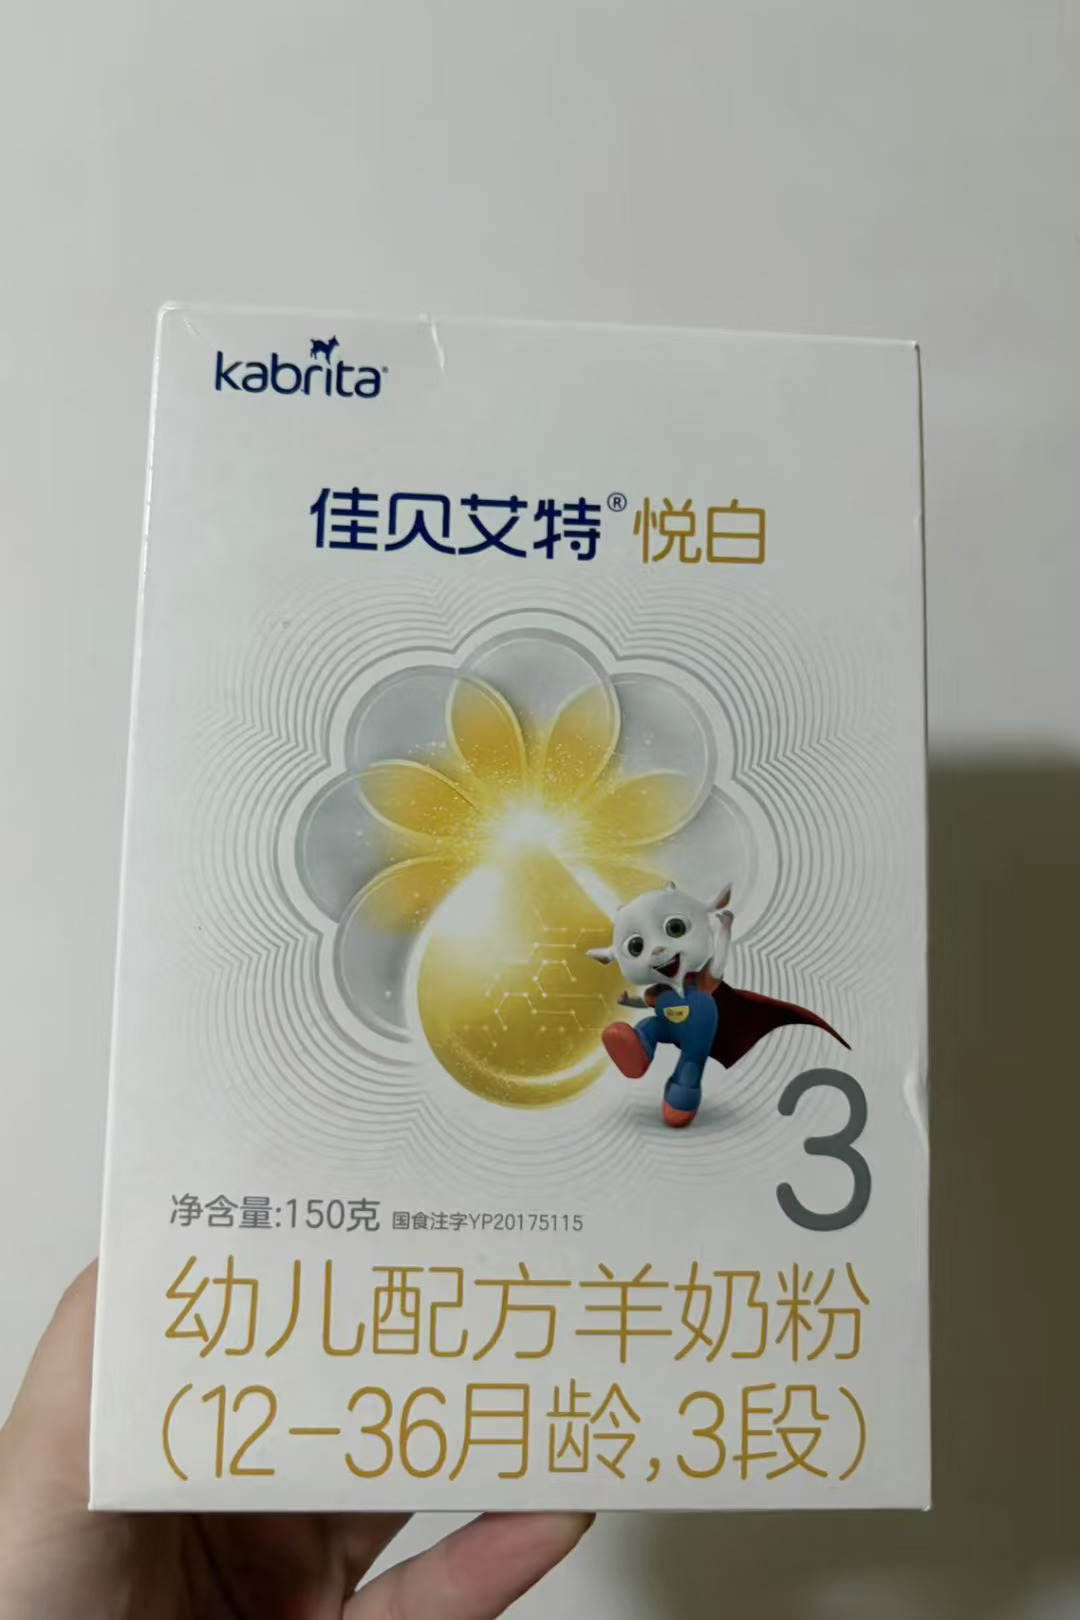 kabrita
佳贝艾特®悦白
3
净含量:150克 国食注字YP20175115
幼儿配方羊奶粉
(12-36月龄,3段)